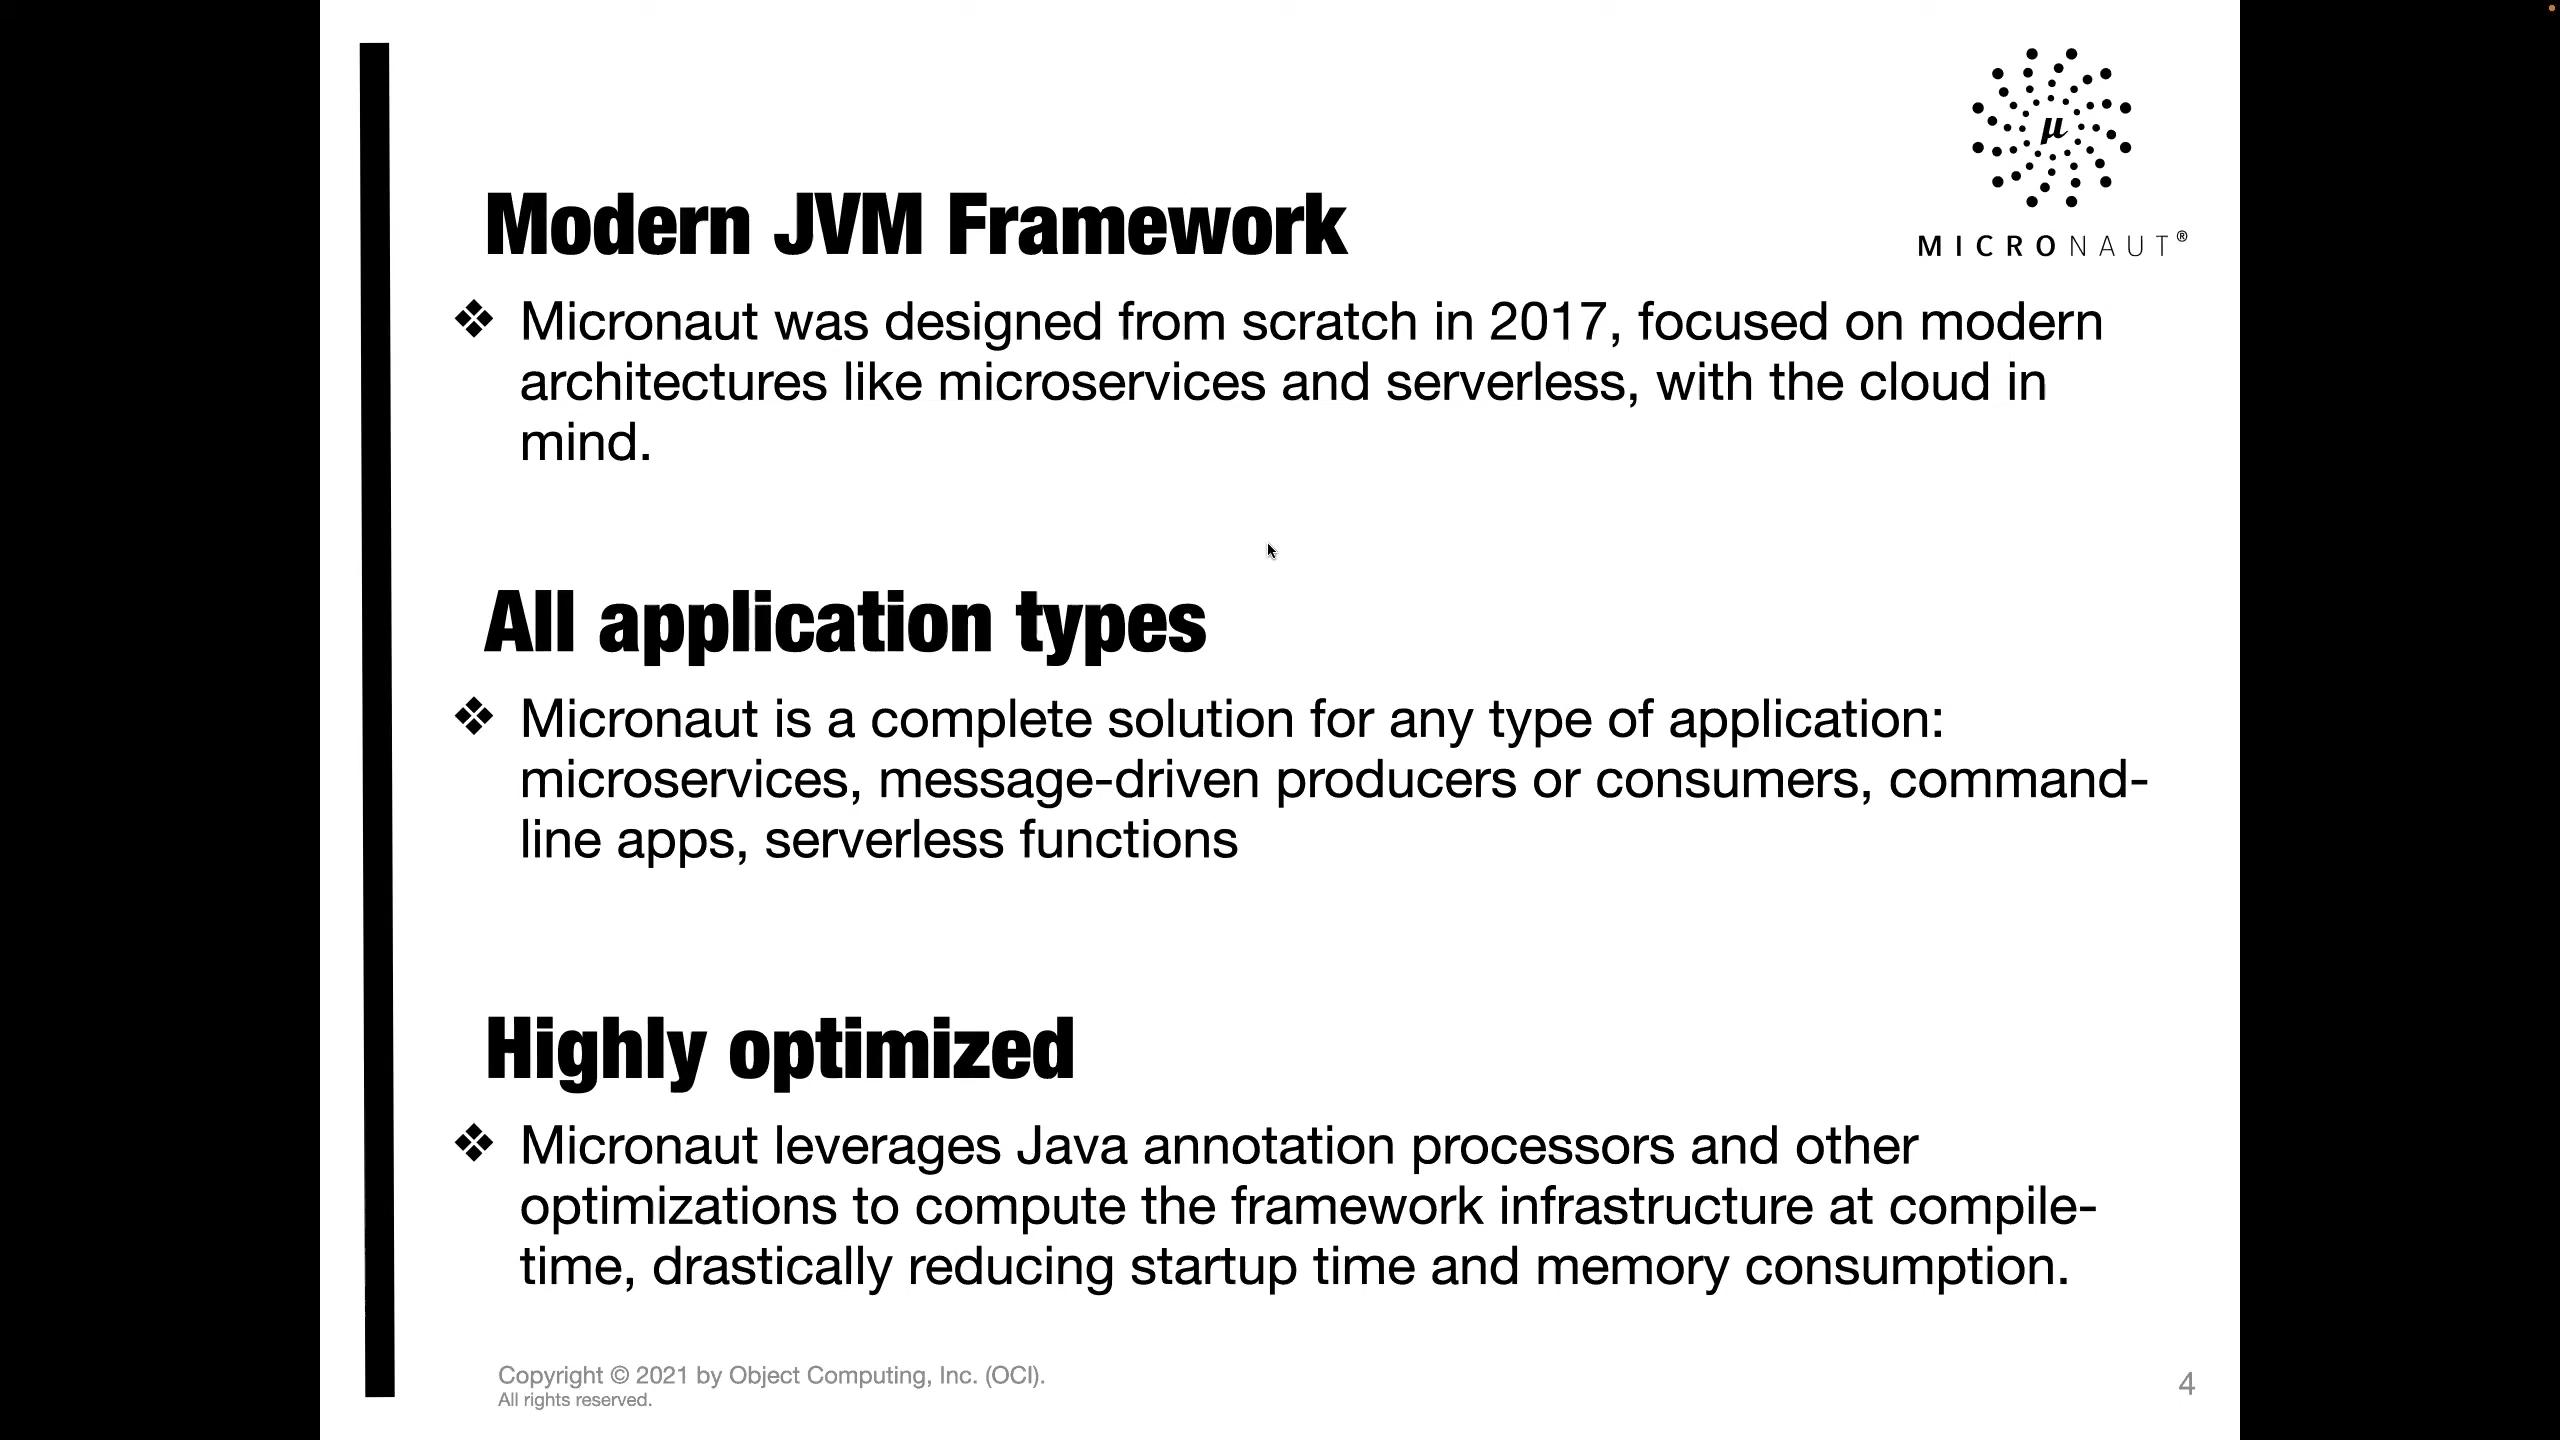 μ
MICRONAUT®
Modern JVM Framework
❖ Micronaut was designed from scratch in 2017, focused on modern
architectures like microservices and serverless, with the cloud in
mind.
All application types
❖ Micronaut is a complete solution for any type of application:
microservices, message-driven producers or consumers, command-
line apps, serverless functions
Highly optimized
❖ Micronaut leverages Java annotation processors and other
optimizations to compute the framework infrastructure at compile-
time, drastically reducing startup time and memory consumption.
Copyright © 2021 by Object Computing, Inc. (OCI).
All rights reserved.
4